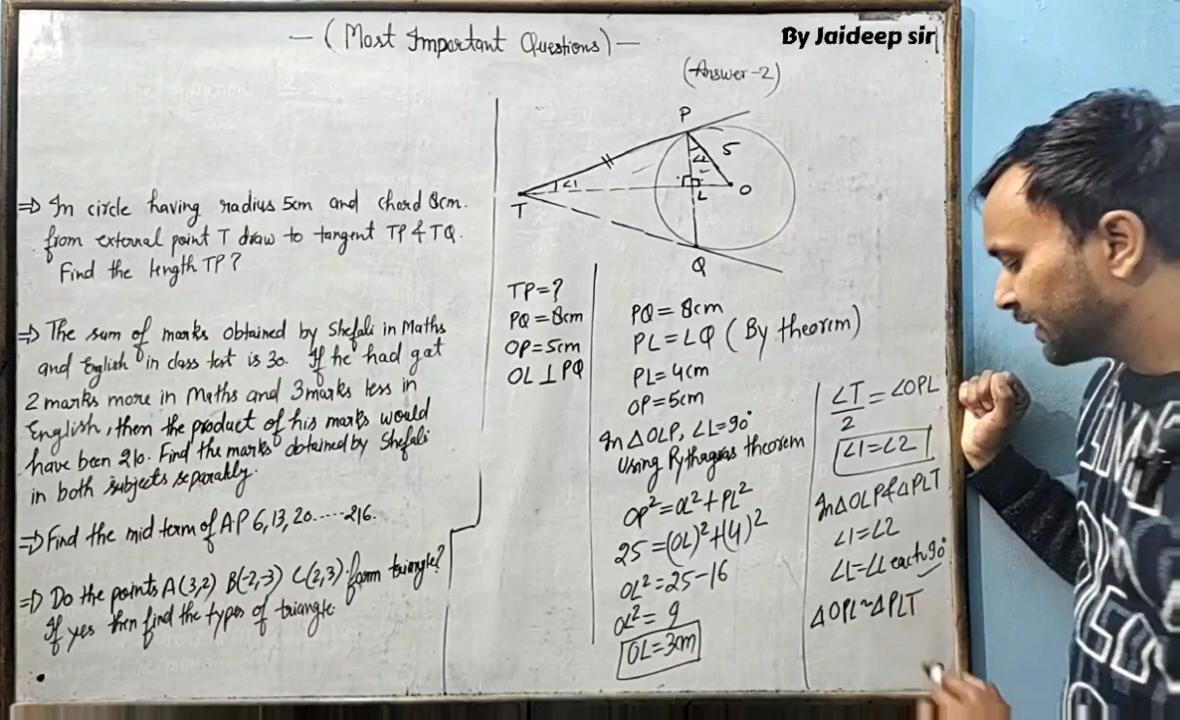 — (Most Important Questions) —
By Jaideep sir
(Answer-2)
⇒ In circle having radius 5cm and chord 8cm.
from external point T draw to tangent TP & TQ.
Find the length TP?
⇒ The sum of marks obtained by Shefali in Maths
and English in class test is 30. If he had got
2 marks more in Maths and 3 marks less in
English, then the product of his marks would
have been 210. Find the marks obtained by Shefali
in both subjects separably.
⇒ Find the mid term of A.P 6, 13, 20.....216.
⇒ Do the points A(3,2) B(-2,-3) C(2,3) form triangle?
If yes then find the types of triangle.
P
5
∠2
∠1
T
L
O
Q
TP=?
PQ=8cm
OP=5cm
OL⊥PQ
PQ=8cm
PL=LQ (By theorem)
PL=4cm
OP=5cm
In △OLP, ∠L=90°
Using Pythagoras theorem
OP²=OL²+PL²
25=(OL)²+(4)²
OL²=25-16
OL²=9
OL=3cm
∠T/2=∠OPL
∠1=∠2
In △OLP & △PLT
∠1=∠2
∠L=∠L each 90°
△OPL~△PLT